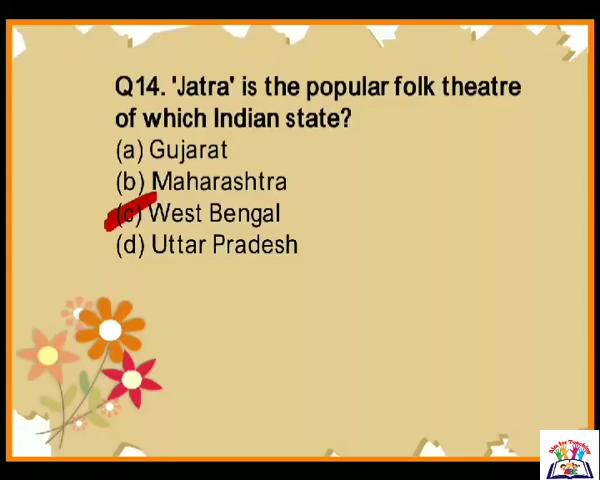 Q14. 'Jatra' is the popular folk theatre
of which Indian state?
(a) Gujarat
(b) Maharashtra
(c) West Bengal
(d) Uttar Pradesh